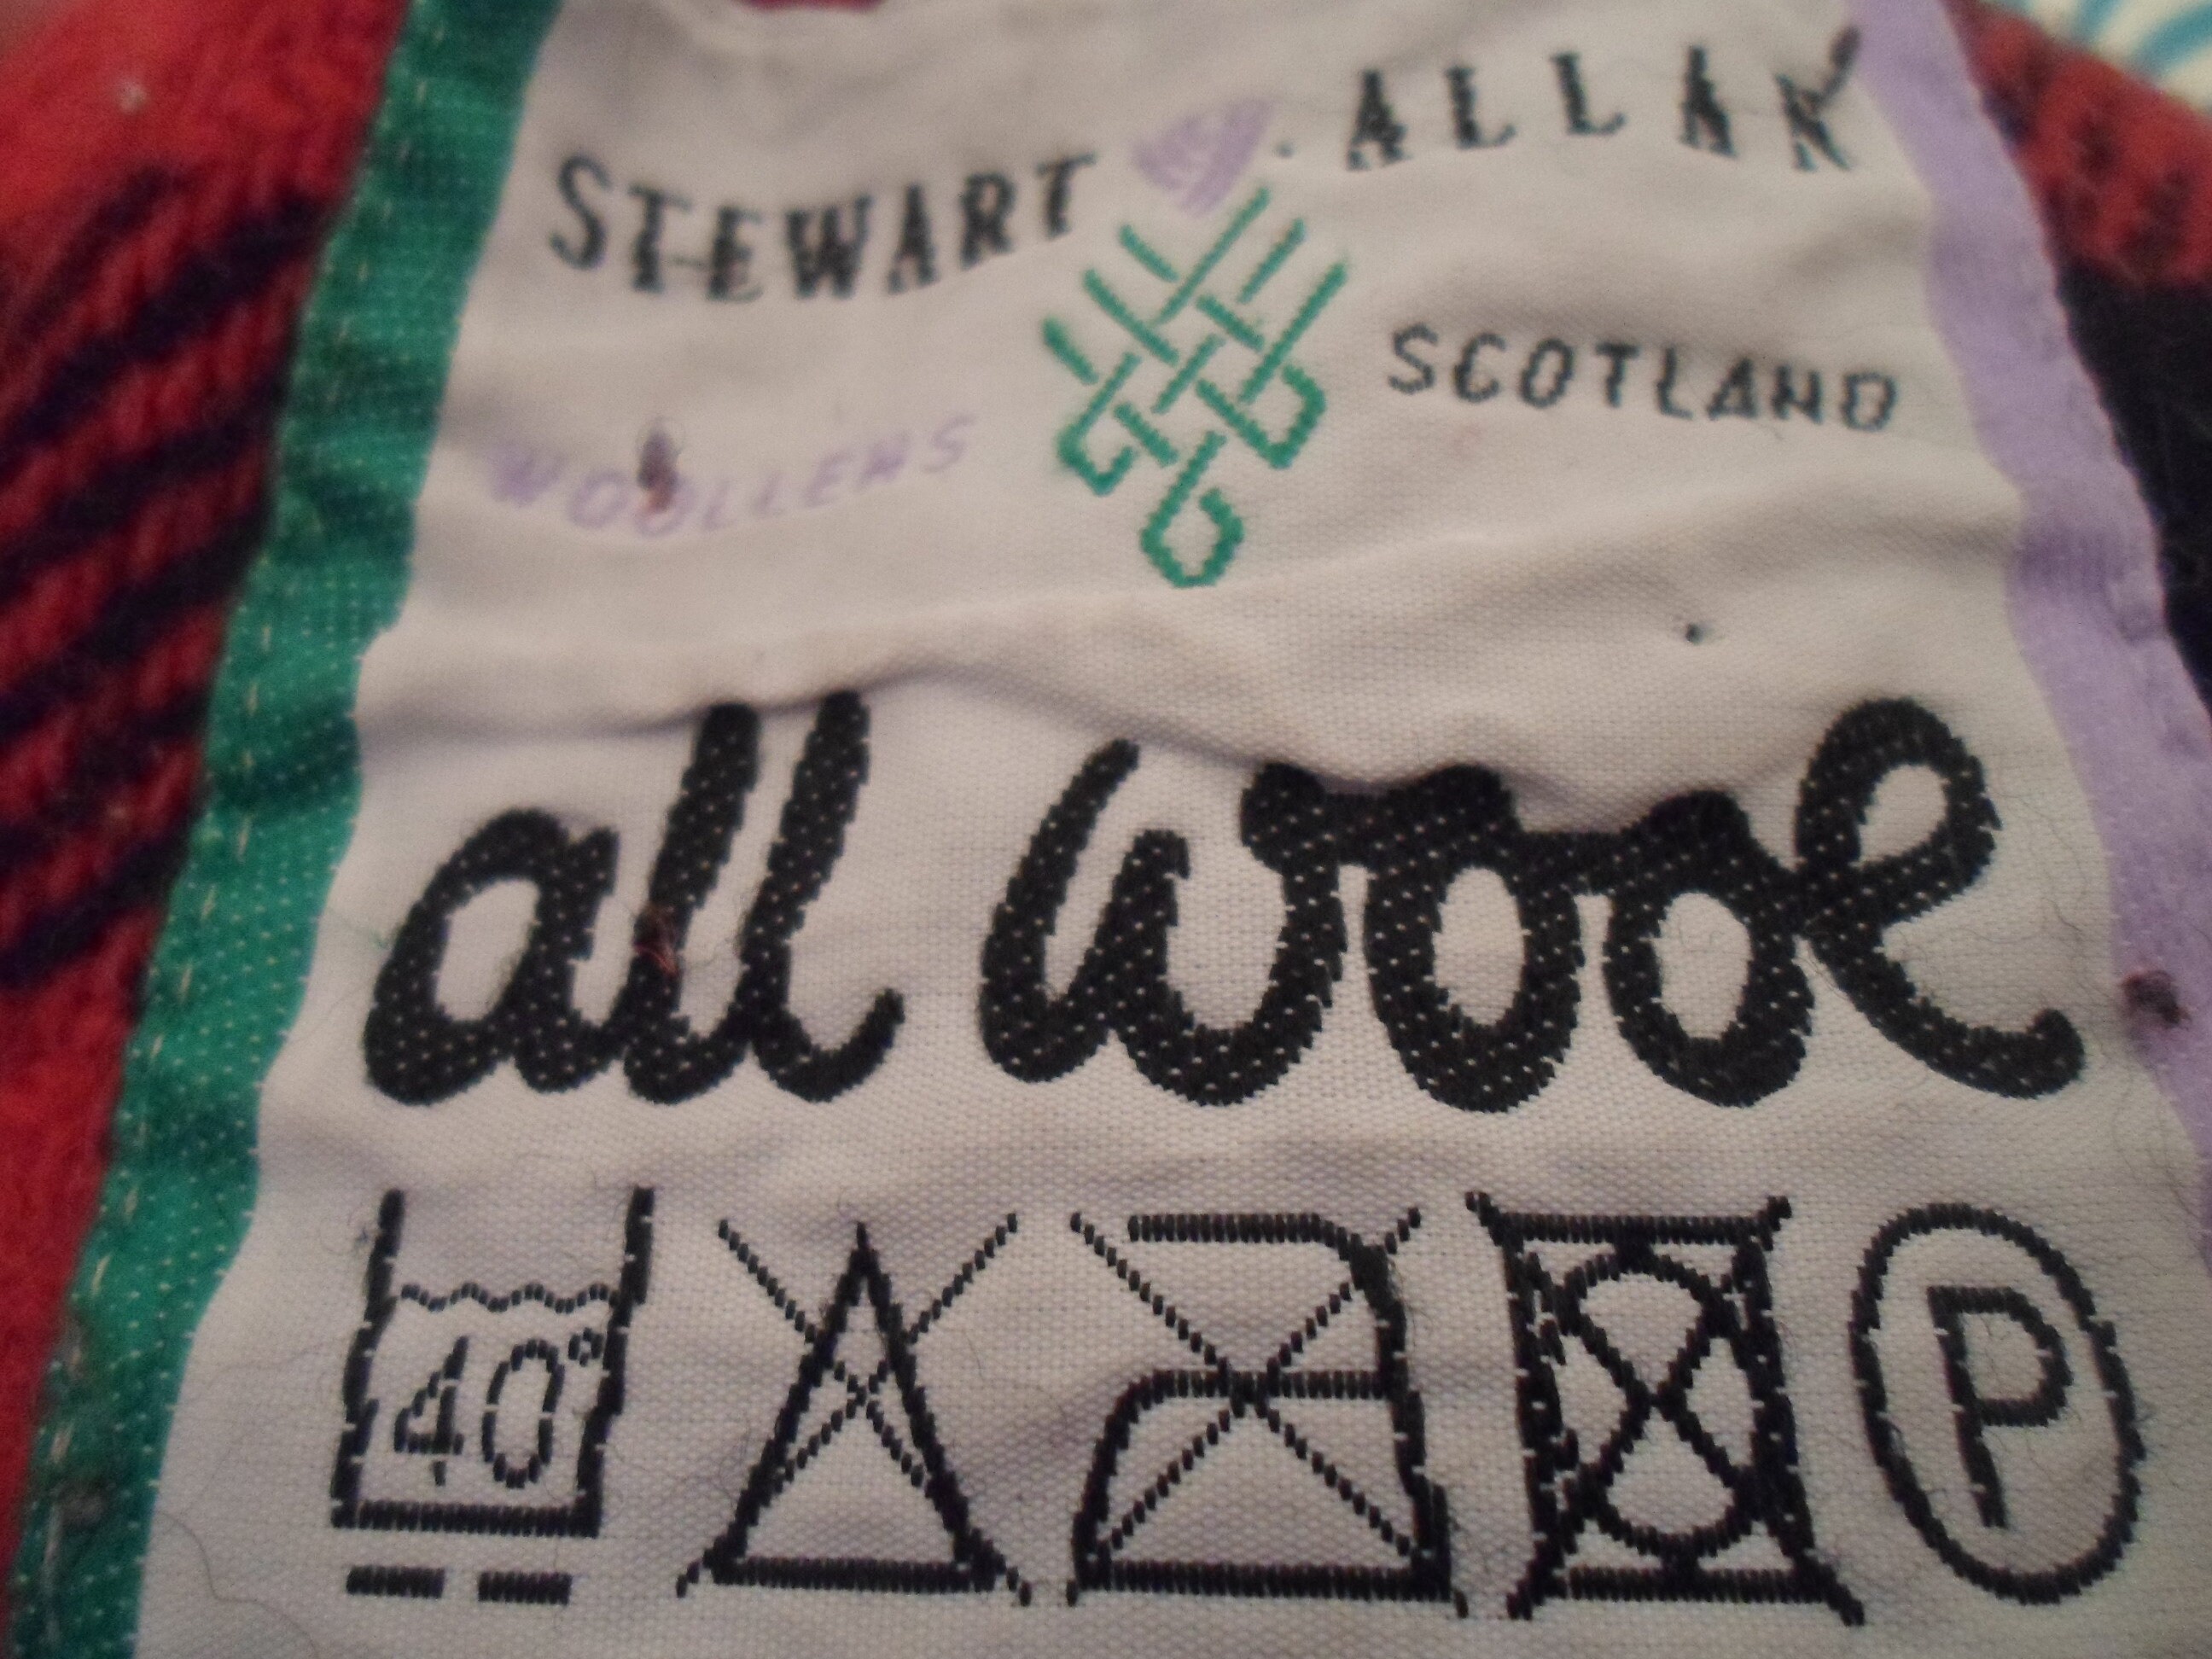 STEWART ALLAN
SCOTLAND
WOOLLENS
all wool
40°
P